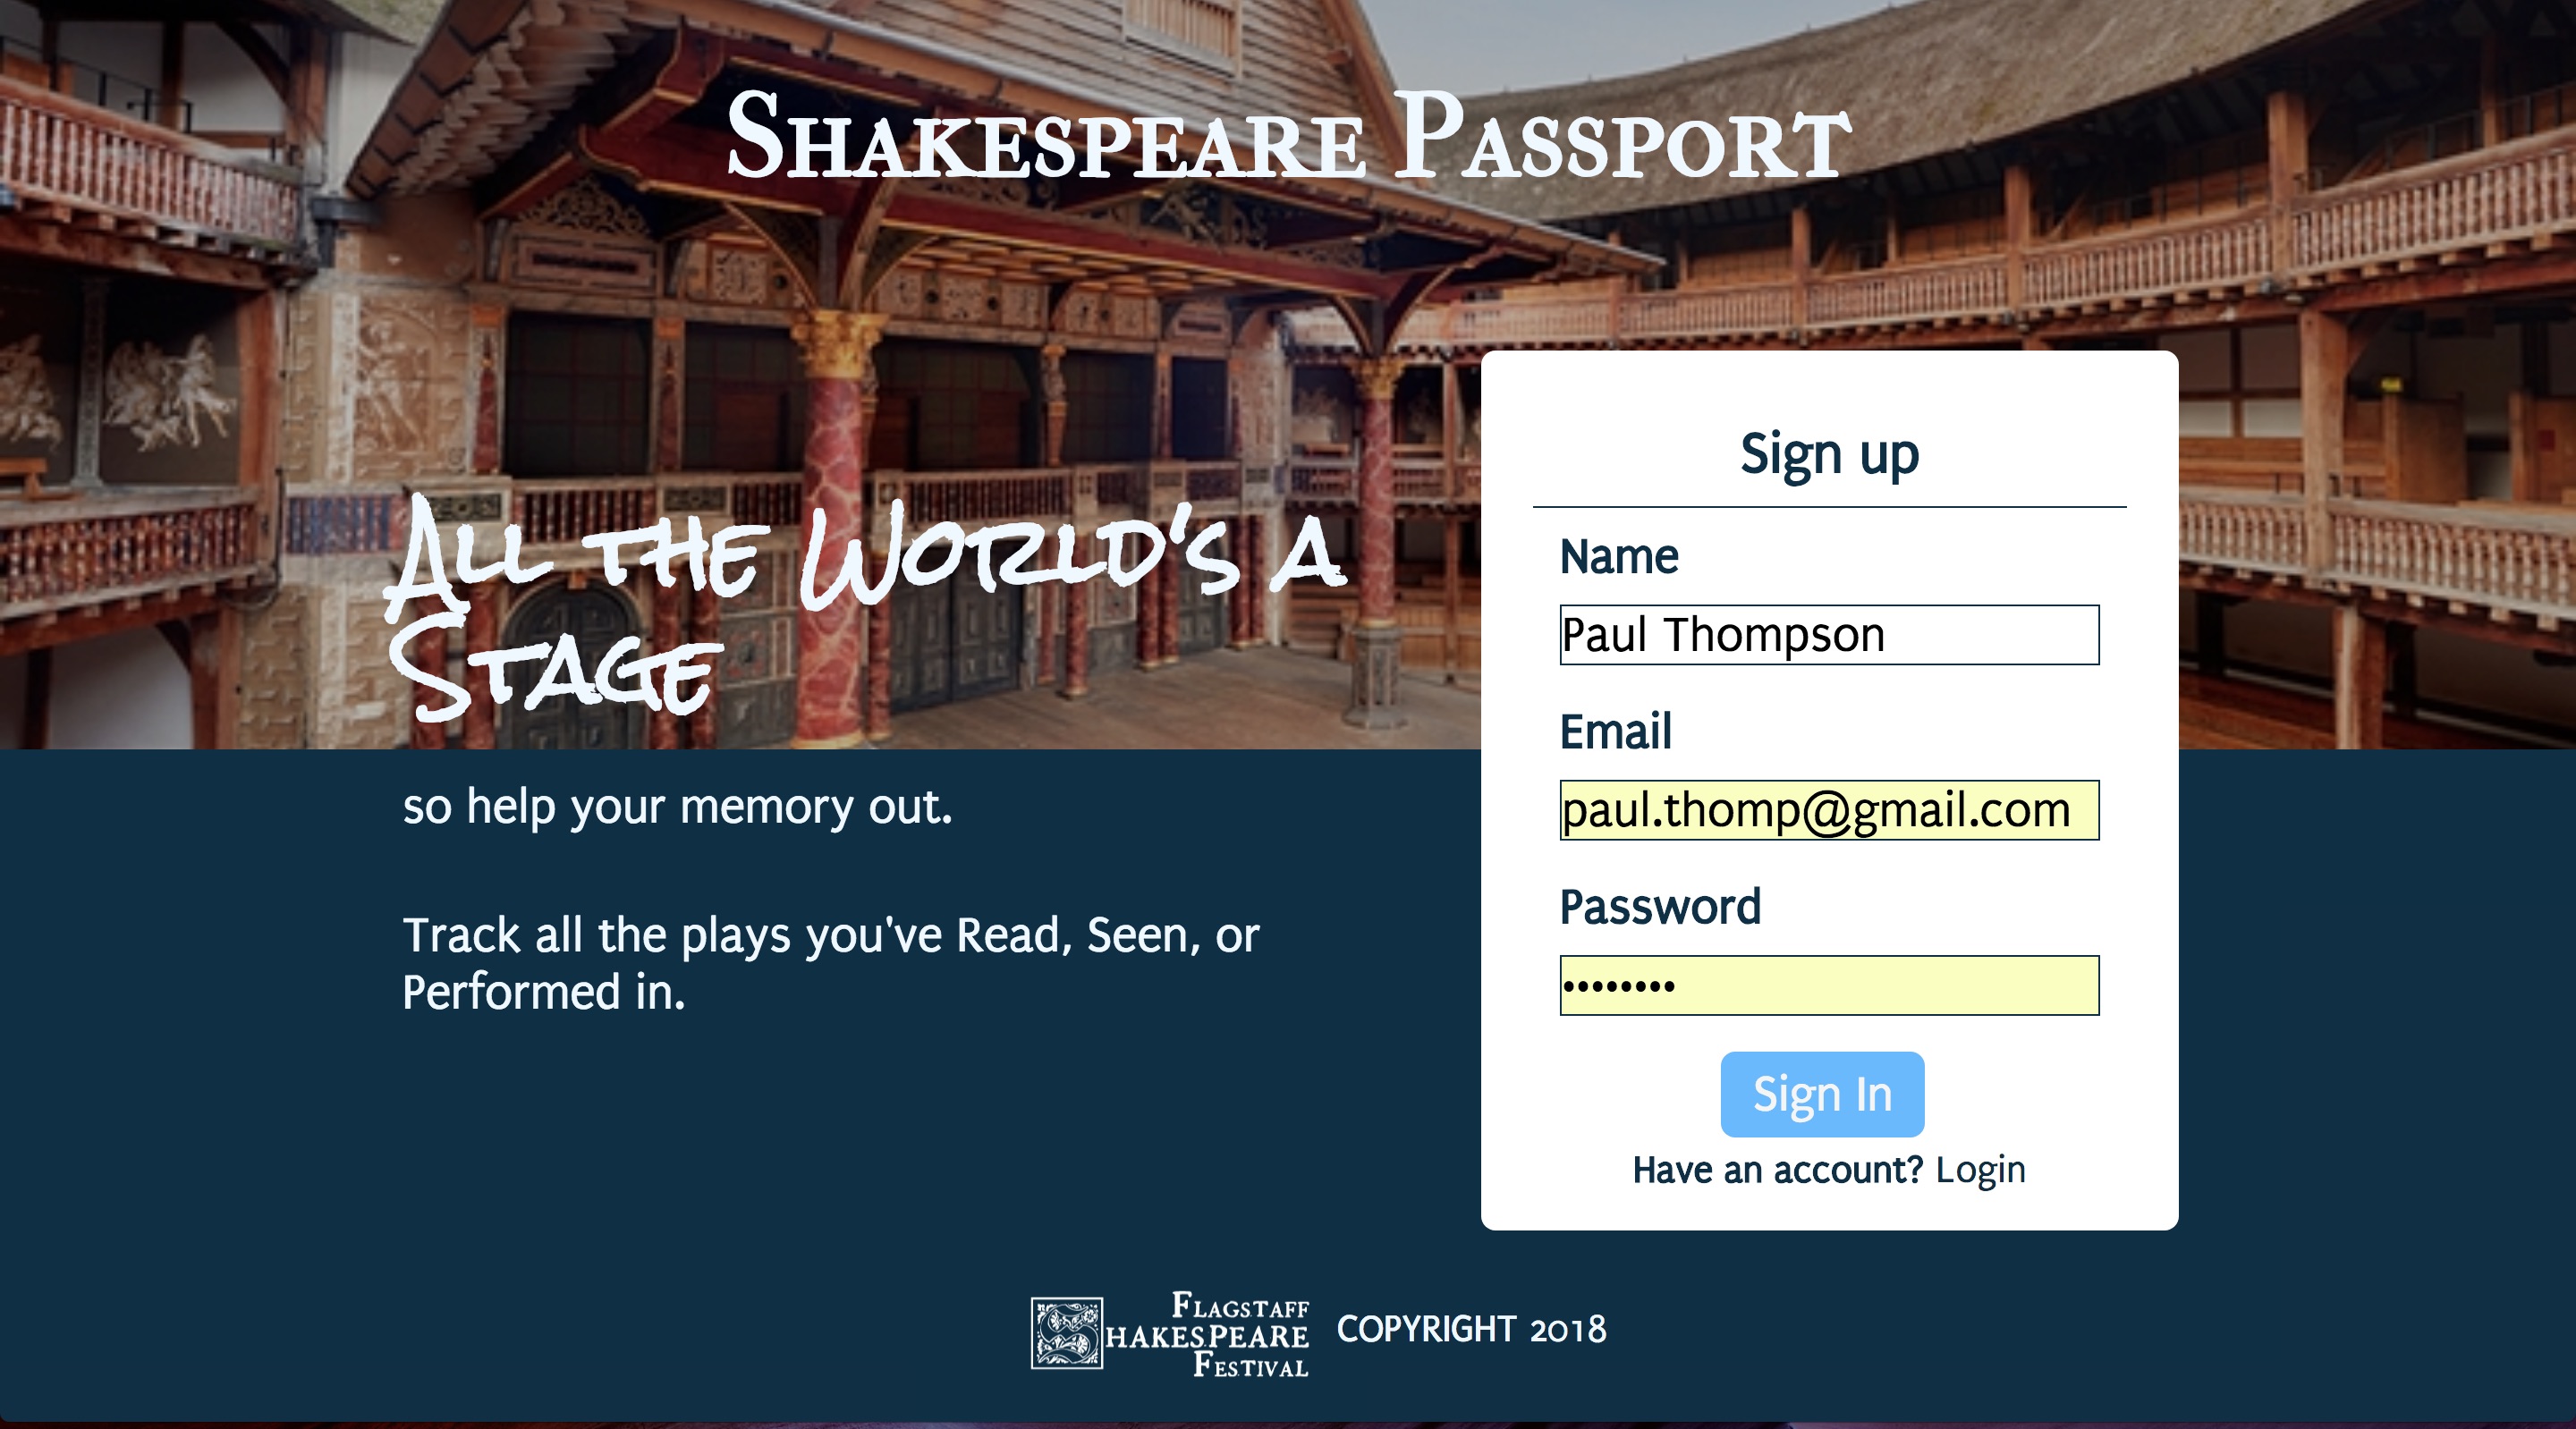 Shakespeare Passport
All the World's a
Stage
so help your memory out.
Track all the plays you've Read, Seen, or
Performed in.
Sign up
Name
Paul Thompson
Email
paul.thomp@gmail.com
Password
••••••••
Sign In
Have an account? Login
Flagstaff
Shakespeare
Festival
COPYRIGHT 2018